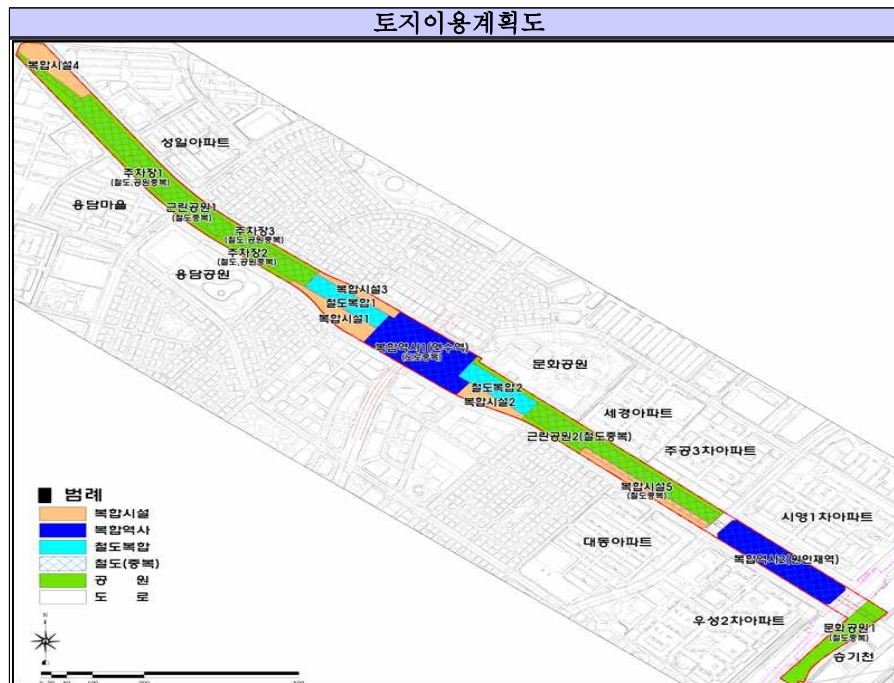 토지이용계획도
복합시설4
성일아파트
주차장1
(철도,공원중복)
용담마을
근린공원1
(철도중복)
주차장3
(철도,공원중복)
주차장2
(철도,공원중복)
용담공원
복합시설3
철도복합1
복합시설1
복합역사1(연수역)
(도로중복)
문화공원
철도복합2
복합시설2
세경아파트
근린공원2(철도중복)
주공3차아파트
복합시설5
(철도중복)
시영1차아파트
대동아파트
복합역사2(원인재역)
우성2차아파트
문화공원1
(철도중복)
승기천
범례
복합시설
복합역사
철도복합
철도(중복)
공 원
도 로